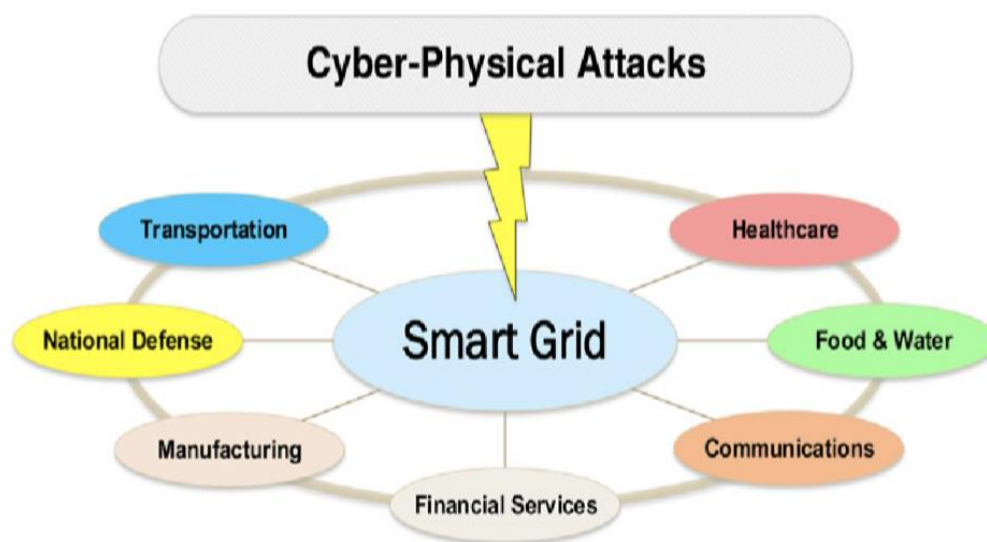 Cyber-Physical Attacks
Transportation
Healthcare
National Defense
Smart Grid
Food & Water
Manufacturing
Communications
Financial Services